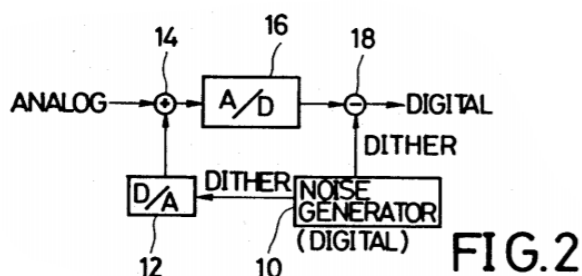 14
16
18
ANALOG
+
A/D
−
DIGITAL
DITHER
D/A
DITHER
NOISE
GENERATOR
(DIGITAL)
12
10
FIG.2